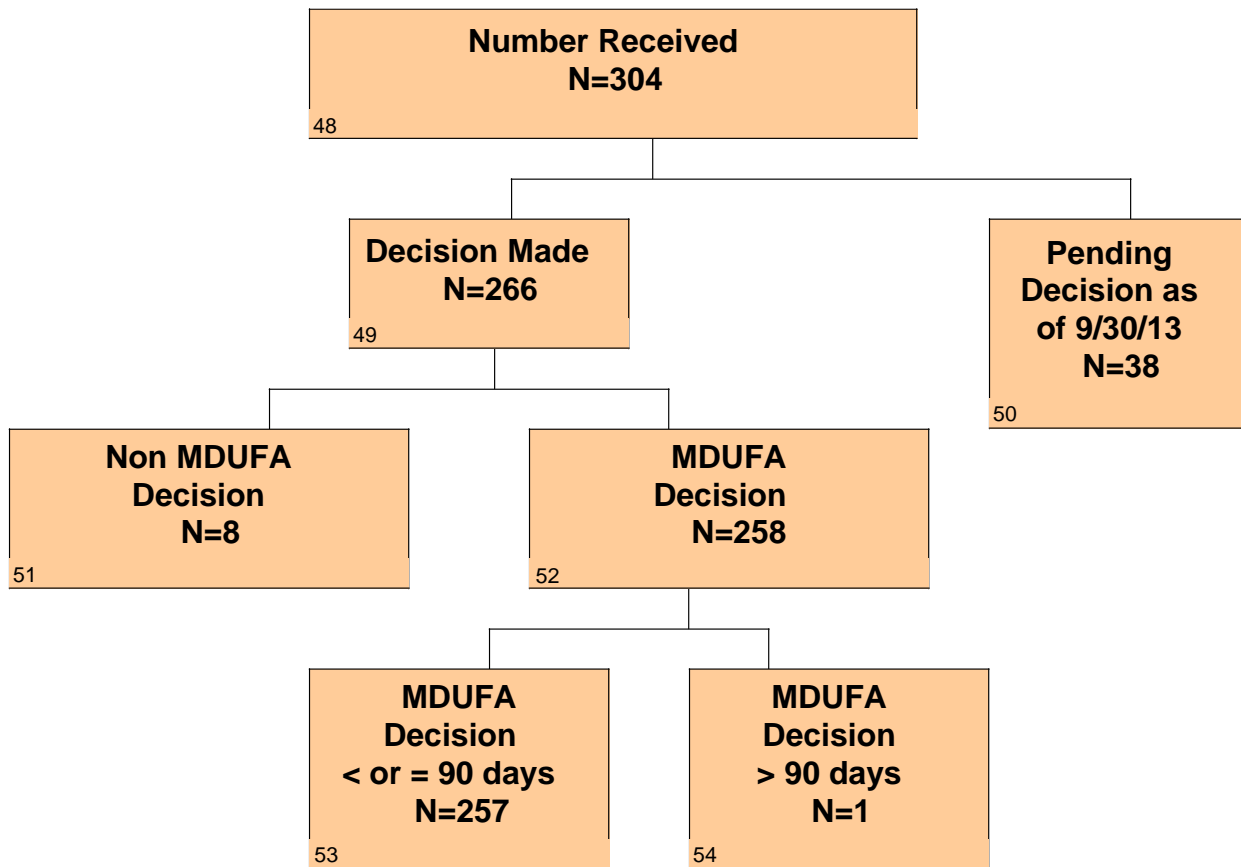 Number Received
N=304
48
Decision Made
N=266
49
Pending
Decision as
of 9/30/13
N=38
50
Non MDUFA
Decision
N=8
51
MDUFA
Decision
N=258
52
MDUFA
Decision
< or = 90 days
N=257
53
MDUFA
Decision
> 90 days
N=1
54